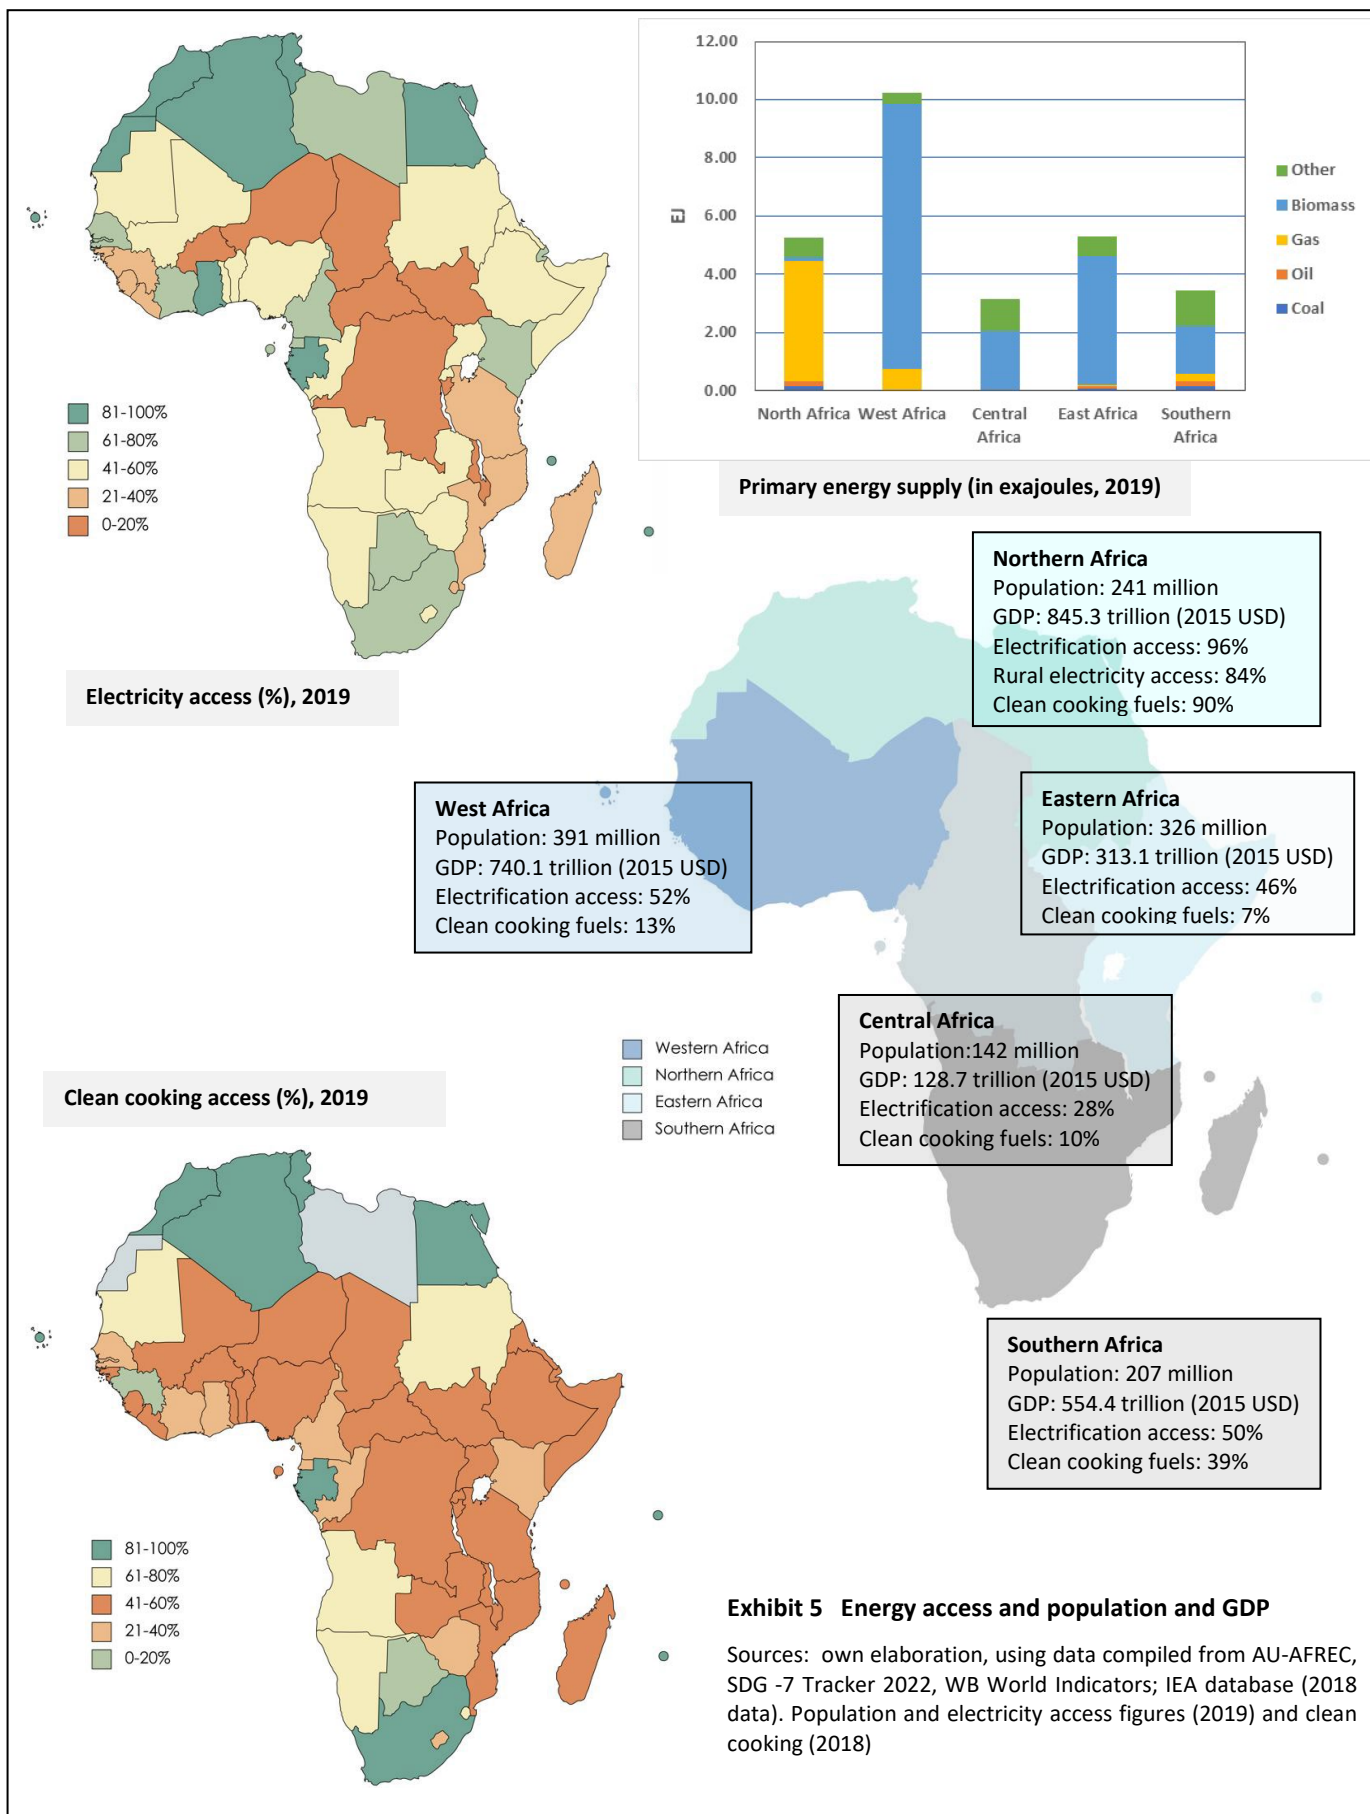 12.00
10.00
8.00
6.00
4.00
2.00
0.00
EJ
North Africa
West Africa
Central
Africa
East Africa
Southern
Africa
Other
Biomass
Gas
Oil
Coal
81-100%
61-80%
41-60%
21-40%
0-20%
Primary energy supply (in exajoules, 2019)
Electricity access (%), 2019
Northern Africa
Population: 241 million
GDP: 845.3 trillion (2015 USD)
Electrification access: 96%
Rural electricity access: 84%
Clean cooking fuels: 90%
West Africa
Population: 391 million
GDP: 740.1 trillion (2015 USD)
Electrification access: 52%
Clean cooking fuels: 13%
Eastern Africa
Population: 326 million
GDP: 313.1 trillion (2015 USD)
Electrification access: 46%
Clean cooking fuels: 7%
Central Africa
Population:142 million
GDP: 128.7 trillion (2015 USD)
Electrification access: 28%
Clean cooking fuels: 10%
Western Africa
Northern Africa
Eastern Africa
Southern Africa
Clean cooking access (%), 2019
Southern Africa
Population: 207 million
GDP: 554.4 trillion (2015 USD)
Electrification access: 50%
Clean cooking fuels: 39%
81-100%
61-80%
41-60%
21-40%
0-20%
Exhibit 5 Energy access and population and GDP
Sources: own elaboration, using data compiled from AU-AFREC,
SDG -7 Tracker 2022, WB World Indicators; IEA database (2018
data). Population and electricity access figures (2019) and clean
cooking (2018)